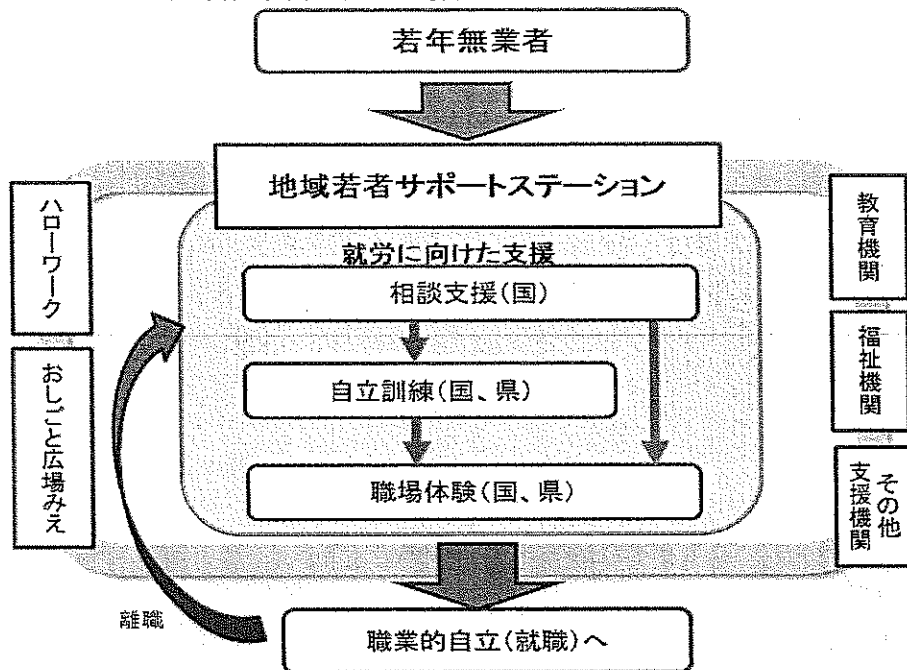 若年無業者
地域若者サポートステーション
ハローワーク
おしごと広場みえ
就労に向けた支援
相談支援(国)
自立訓練(国、県)
職場体験(国、県)
教育機関
福祉機関
その他
支援機関
離職
職業的自立(就職)へ